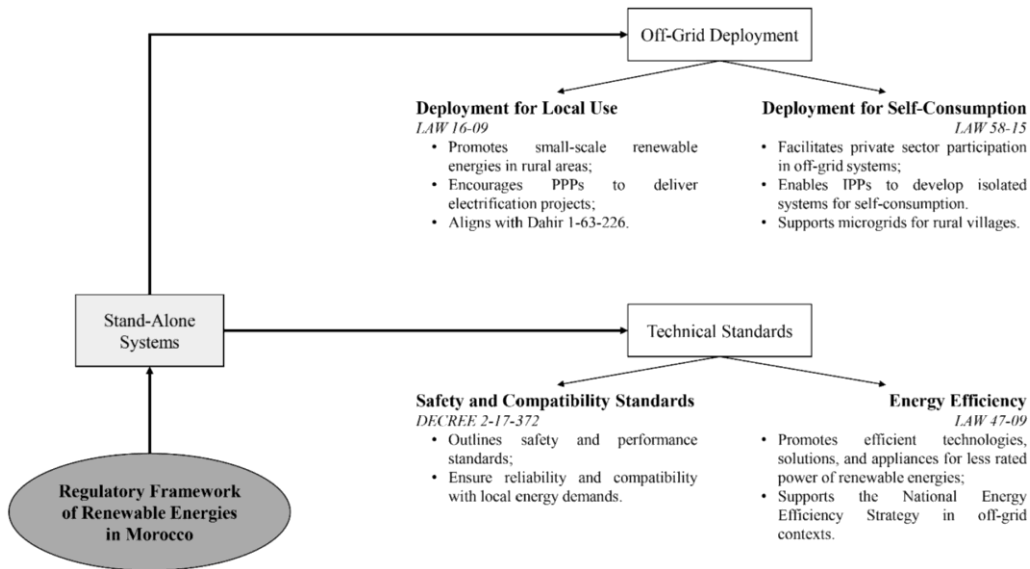 Off-Grid Deployment
Deployment for Local Use
LAW 16-09
• Promotes small-scale renewable
energies in rural areas;
• Encourages PPPs to deliver
electrification projects;
• Aligns with Dahir 1-63-226.
Deployment for Self-Consumption
LAW 58-15
• Facilitates private sector participation
in off-grid systems;
• Enables IPPs to develop isolated
systems for self-consumption.
• Supports microgrids for rural villages.
Stand-Alone
Systems
Technical Standards
Safety and Compatibility Standards
DECREE 2-17-372
• Outlines safety and performance
standards;
• Ensure reliability and compatibility
with local energy demands.
Energy Efficiency
LAW 47-09
• Promotes efficient technologies,
solutions, and appliances for less rated
power of renewable energies;
• Supports the National Energy
Efficiency Strategy in off-grid
contexts.
Regulatory Framework
of Renewable Energies
in Morocco